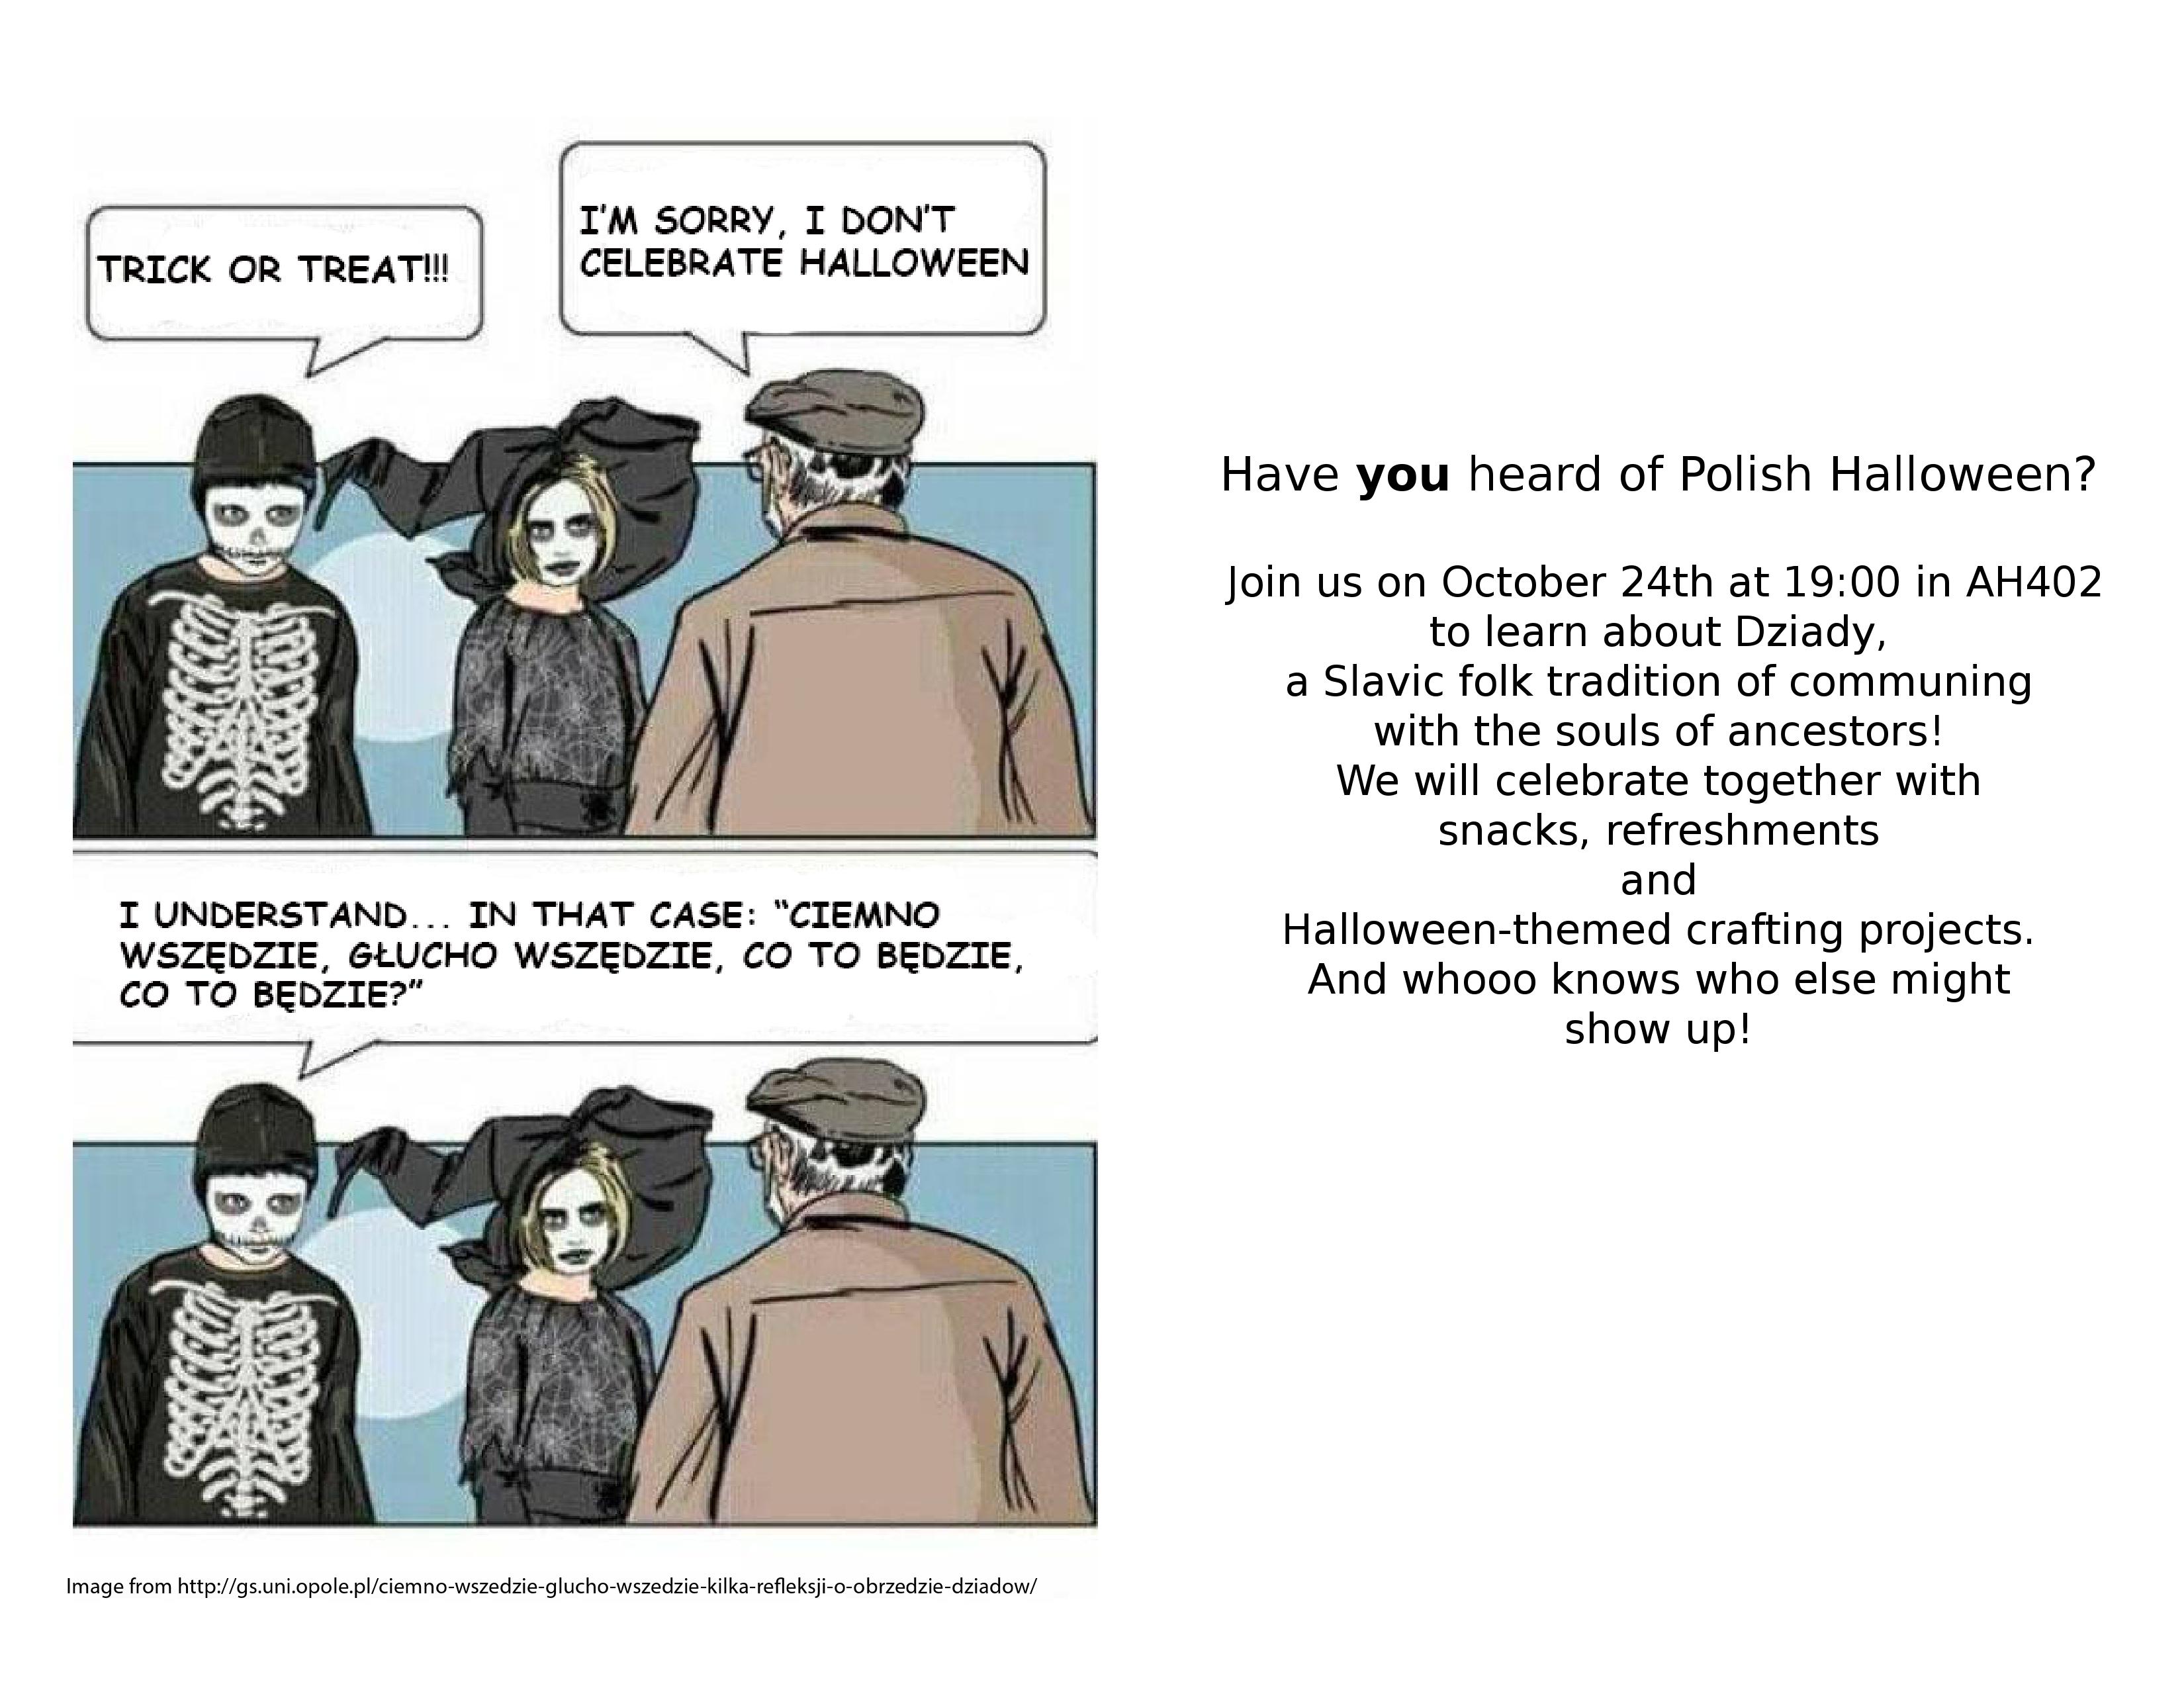 TRICK OR TREAT!!!
I'M SORRY, I DON'T
CELEBRATE HALLOWEEN
I UNDERSTAND... IN THAT CASE: “CIEMNO
WSZĘDZIE, GŁUCHO WSZĘDZIE, CO TO BĘDZIE,
CO TO BĘDZIE?”
Image from http://gs.uni.opole.pl/ciemno-wszedzie-glucho-wszedzie-kilka-refleksji-o-obrzedzie-dziadow/
Have you heard of Polish Halloween?
Join us on October 24th at 19:00 in AH402
to learn about Dziady,
a Slavic folk tradition of communing
with the souls of ancestors!
We will celebrate together with
snacks, refreshments
and
Halloween-themed crafting projects.
And whooo knows who else might
show up!